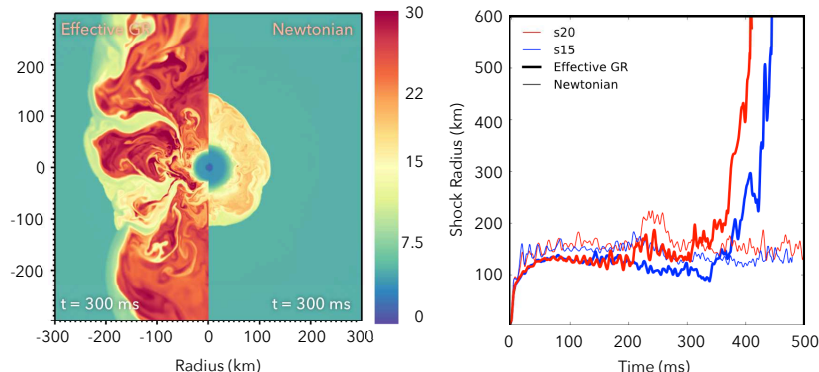 Effective GR
Newtonian
200
100
0
-100
-200
t = 300 ms
t = 300 ms
-300
-200
-100
0
100
200
300
Radius (km)
30
22
15
7.5
0
600
500
400
300
200
100
Shock Radius (km)
s20
s15
Effective GR
Newtonian
0
100
200
300
400
500
Time (ms)